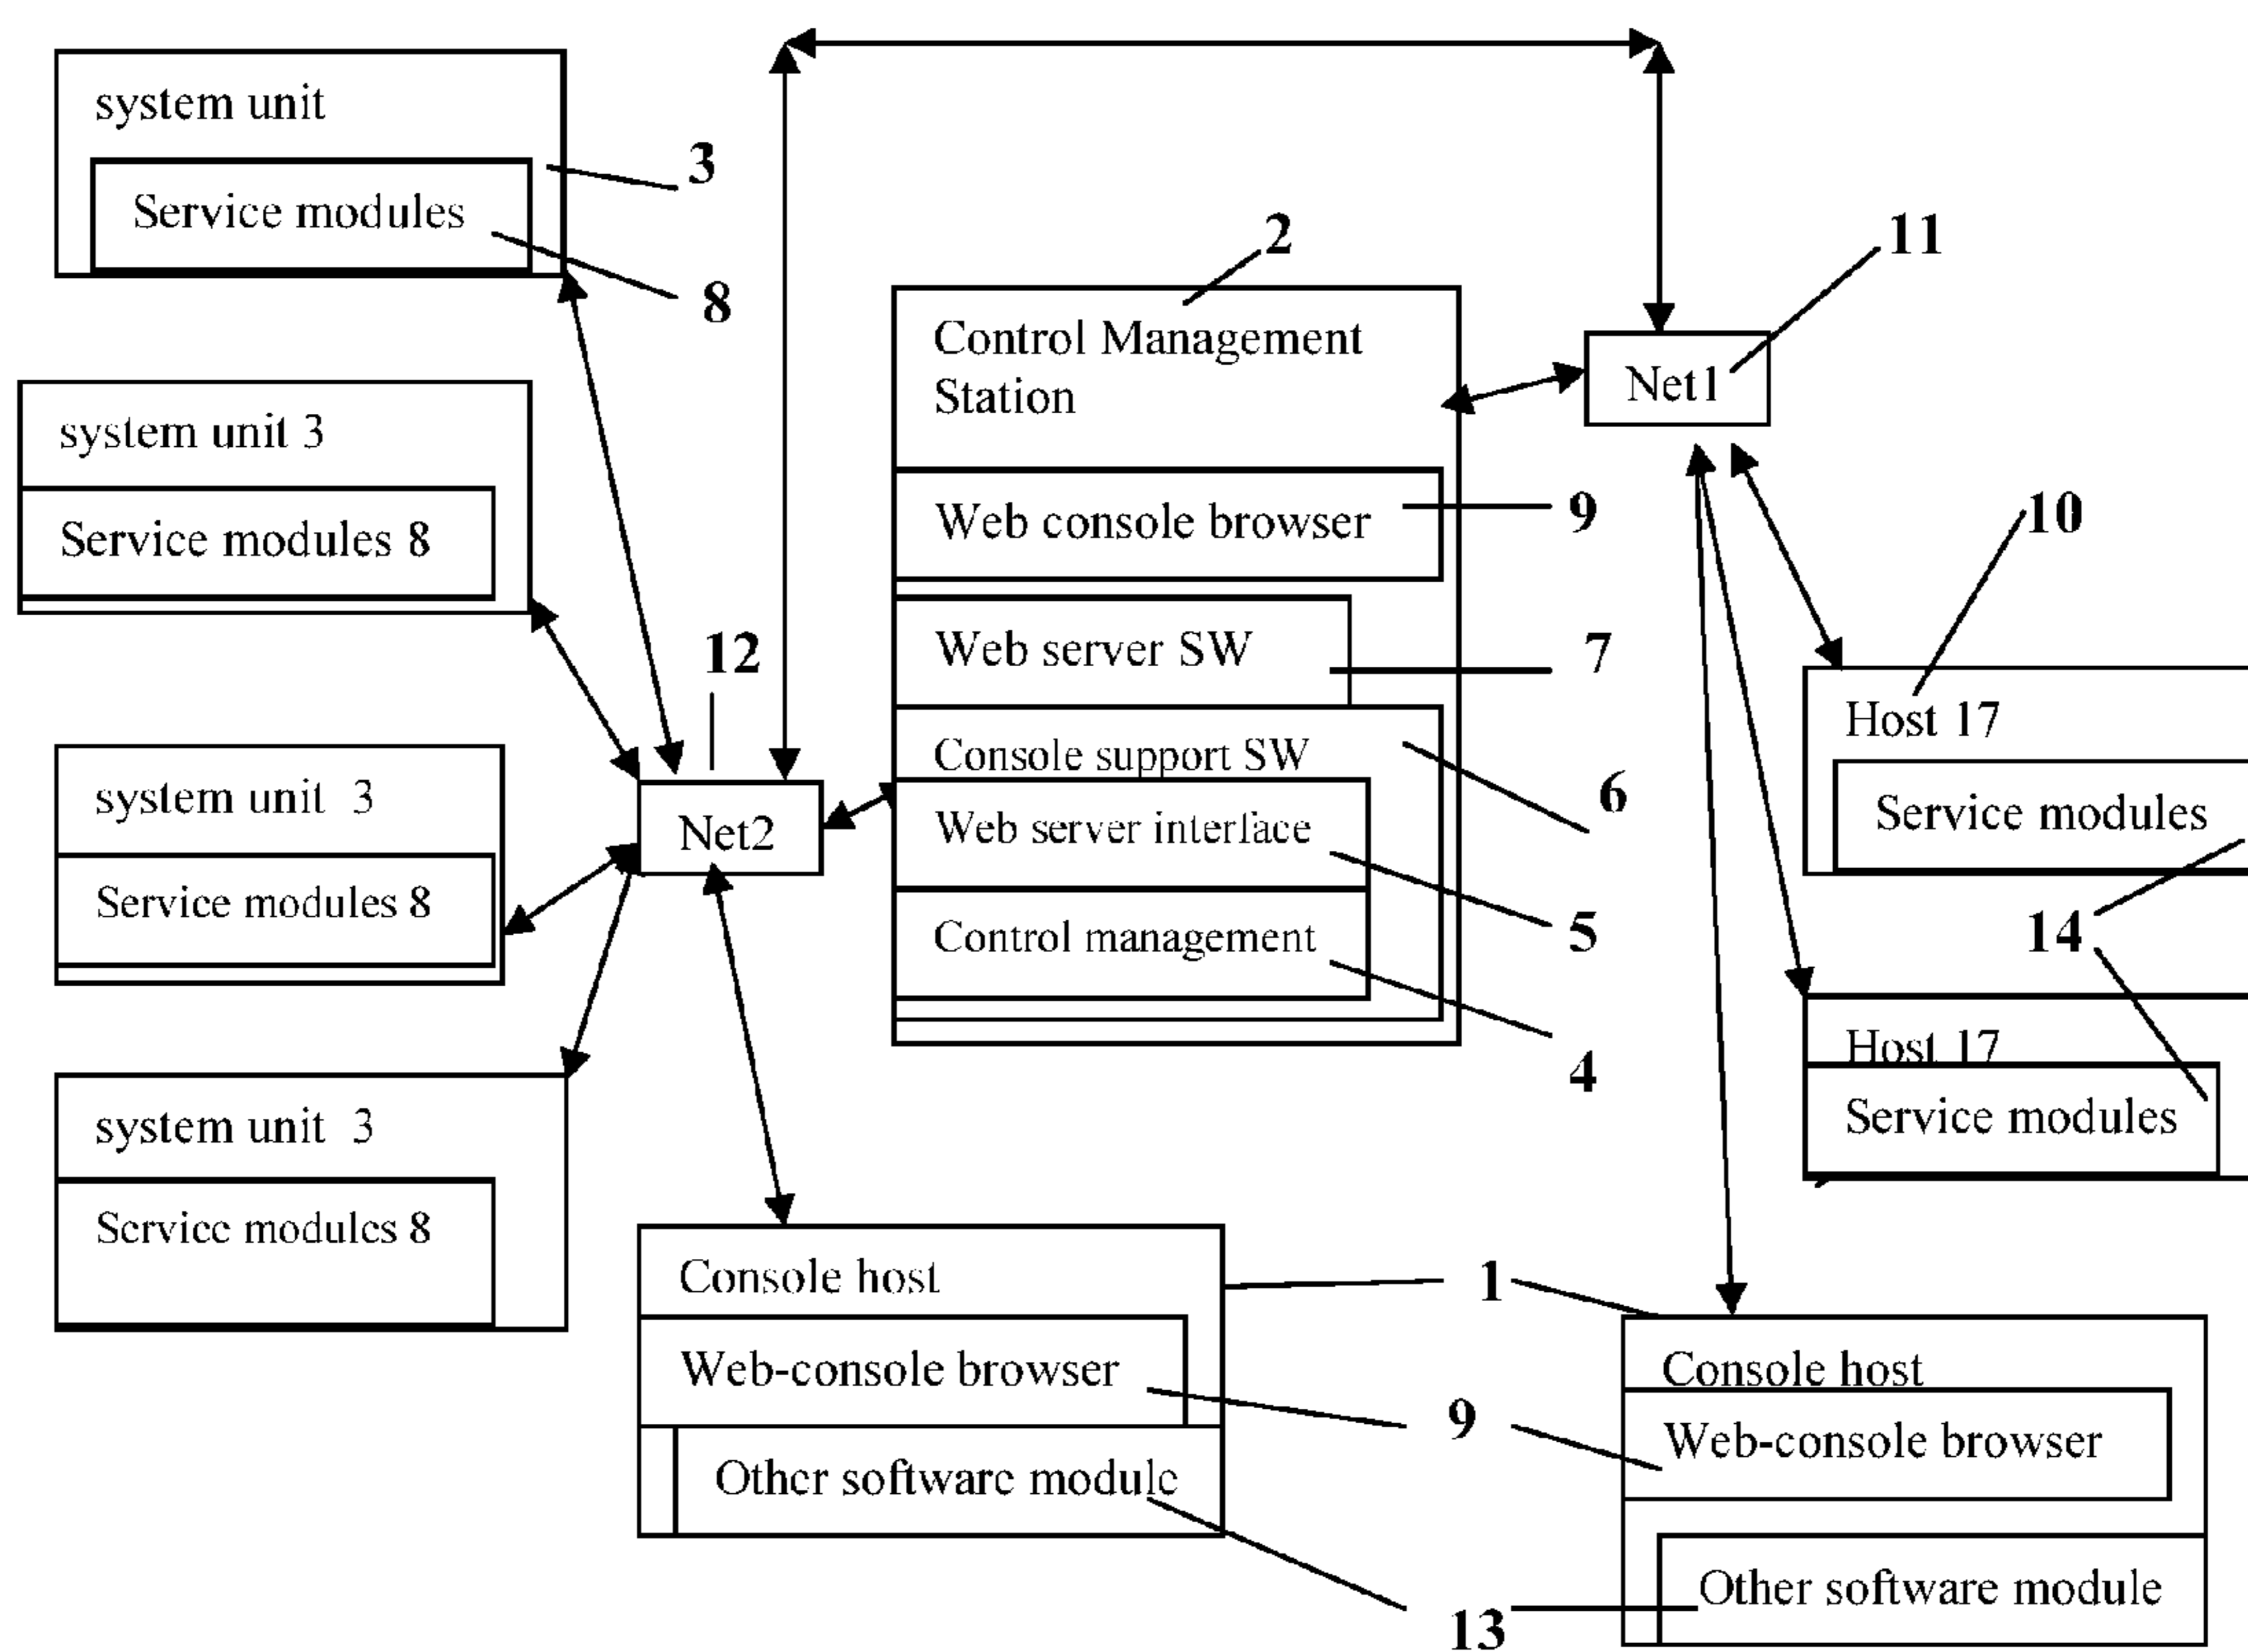 system unit
Service modules
3
8
system unit 3
Service modules 8
system unit 3
Service modules 8
system unit 3
Service modules 8
12
Net2
2
Control Management
Station
Web console browser
9
Web server SW
7
Console support SW
6
Web server interface
5
Control management
4
11
Net1
10
Host 17
Service modules
14
Host 17
Service modules
Console host
1
Web-console browser
9
Other software module
13
Console host
Web-console browser
Other software module